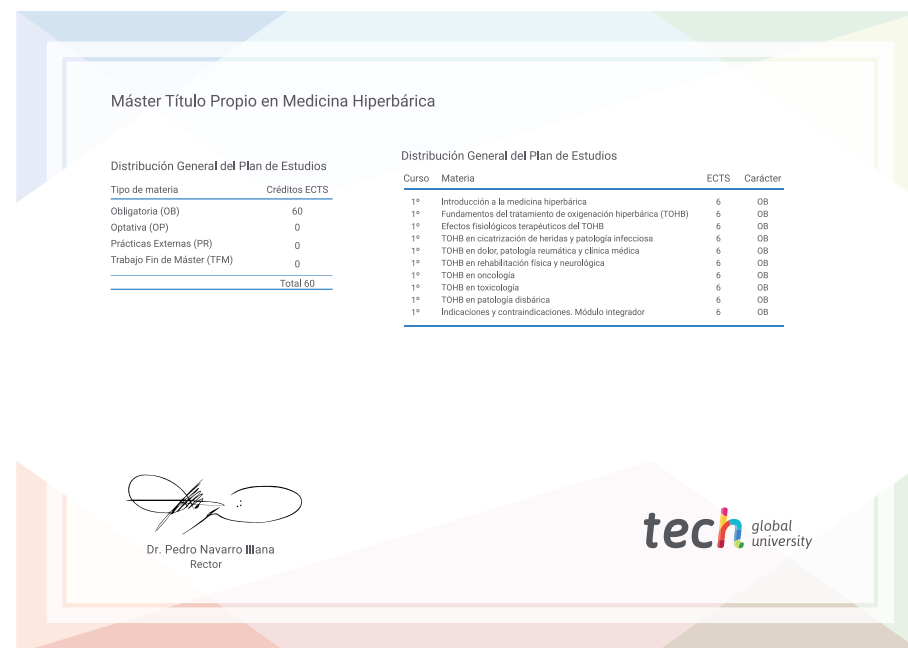 Máster Título Propio en Medicina Hiperbárica
Distribución General del Plan de Estudios
Tipo de materia Créditos ECTS
Obligatoria (OB) 60
Optativa (OP) 0
Prácticas Externas (PR) 0
Trabajo Fin de Máster (TFM) 0
Total 60
Distribución General del Plan de Estudios
Curso Materia ECTS Carácter
1º Introducción a la medicina hiperbárica 6 OB
1º Fundamentos del tratamiento de oxigenación hiperbárica (TOHB) 6 OB
1º Efectos fisiológicos terapéuticos del TOHB 6 OB
1º TOHB en cicatrización de heridas y patología infecciosa 6 OB
1º TOHB en dolor, patología reumática y clínica médica 6 OB
1º TOHB en rehabilitación física y neurológica 6 OB
1º TOHB en oncología 6 OB
1º TOHB en toxicología 6 OB
1º TOHB en patología disbárica 6 OB
1º Indicaciones y contraindicaciones. Módulo integrador 6 OB
Dr. Pedro Navarro Illana
Rector
tech global
university